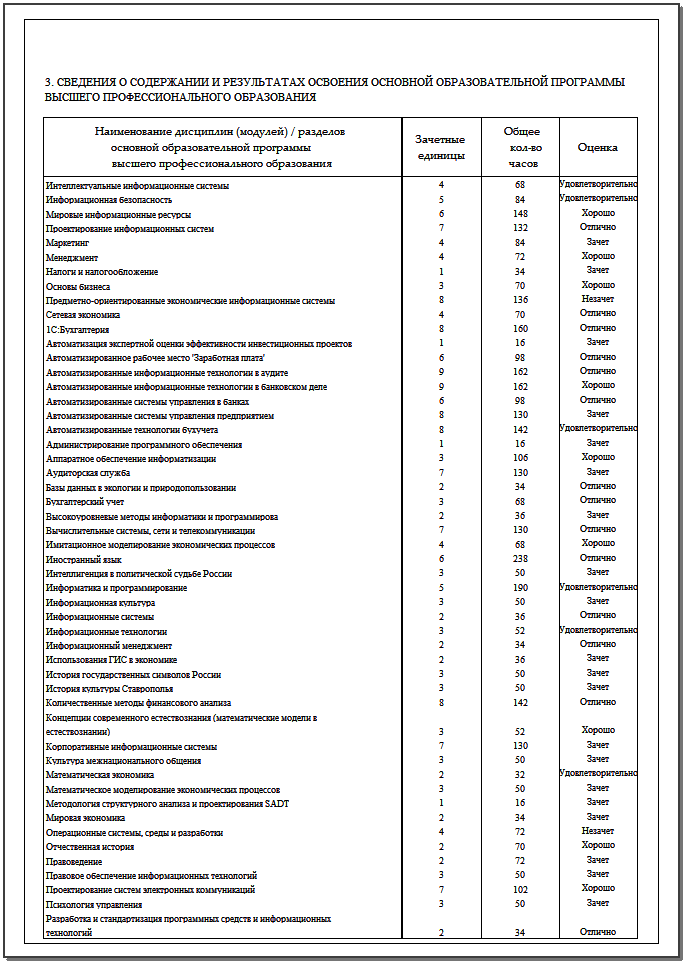 3. СВЕДЕНИЯ О СОДЕРЖАНИИ И РЕЗУЛЬТАТАХ ОСВОЕНИЯ ОСНОВНОЙ ОБРАЗОВАТЕЛЬНОЙ ПРОГРАММЫ
ВЫСШЕГО ПРОФЕССИОНАЛЬНОГО ОБРАЗОВАНИЯ
Наименование дисциплин (модулей) / разделов
основной образовательной программы
высшего профессионального образования
Зачетные
единицы
Общее
кол-во
часов
Оценка
Интеллектуальные информационные системы 4 68 Удовлетворительно
Информационная безопасность 5 84 Удовлетворительно
Мировые информационные ресурсы 6 148 Хорошо
Проектирование информационных систем 7 132 Отлично
Маркетинг 4 84 Зачет
Менеджмент 4 72 Хорошо
Налоги и налогообложение 1 34 Зачет
Основы бизнеса 3 70 Хорошо
Предметно-ориентированные экономические информационные системы 8 136 Незачет
Сетевая экономика 4 70 Отлично
1С:Бухгалтерия 8 160 Отлично
Автоматизация экспертной оценки эффективности инвестиционных проектов 1 16 Зачет
Автоматизированное рабочее место "Заработная плата" 6 98 Отлично
Автоматизированные информационные технологии в аудите 9 162 Отлично
Автоматизированные информационные технологии в банковском деле 9 162 Хорошо
Автоматизированные системы управления в банках 6 98 Отлично
Автоматизированные системы управления предприятием 8 130 Зачет
Автоматизированные технологии бухучета 8 142 Удовлетворительно
Администрирование программного обеспечения 1 16 Зачет
Аппаратное обеспечение информатизации 3 106 Хорошо
Аудиторская служба 7 130 Зачет
Базы данных в экологии и природопользовании 2 34 Отлично
Бухгалтерский учет 3 68 Отлично
Высокоуровневые методы информатики и программирова 2 36 Зачет
Вычислительные системы, сети и телекоммуникации 7 130 Отлично
Имитационное моделирование экономических процессов 4 68 Хорошо
Иностранный язык 6 238 Отлично
Интеллигенция в политической судьбе России 3 50 Зачет
Информатика и программирование 5 190 Удовлетворительно
Информационная культура 3 50 Зачет
Информационные системы 2 36 Отлично
Информационные технологии 3 52 Удовлетворительно
Информационный менеджмент 2 34 Отлично
Использования ГИС в экономике 2 36 Зачет
История государственных символов России 3 50 Зачет
История культуры Ставрополья 3 50 Зачет
Количественные методы финансового анализа 8 142 Отлично
Концепции современного естествознания (математические модели в
естествознании) 3 52 Хорошо
Корпоративные информационные системы 7 130 Зачет
Культура межнационального общения 3 50 Зачет
Математическая экономика 2 32 Удовлетворительно
Математическое моделирование экономических процессов 3 50 Зачет
Методология структурного анализа и проектирования SADT 1 16 Зачет
Мировая экономика 2 34 Зачет
Операционные системы, среды и разработки 4 72 Незачет
Отчественная история 2 70 Хорошо
Правоведение 2 72 Зачет
Правовое обеспечение информационных технологий 3 50 Зачет
Проектирование систем электронных коммуникаций 7 102 Хорошо
Психология управления 3 50 Зачет
Разработка и стандартизация программных средств и информационных
технологий 2 34 Отлично